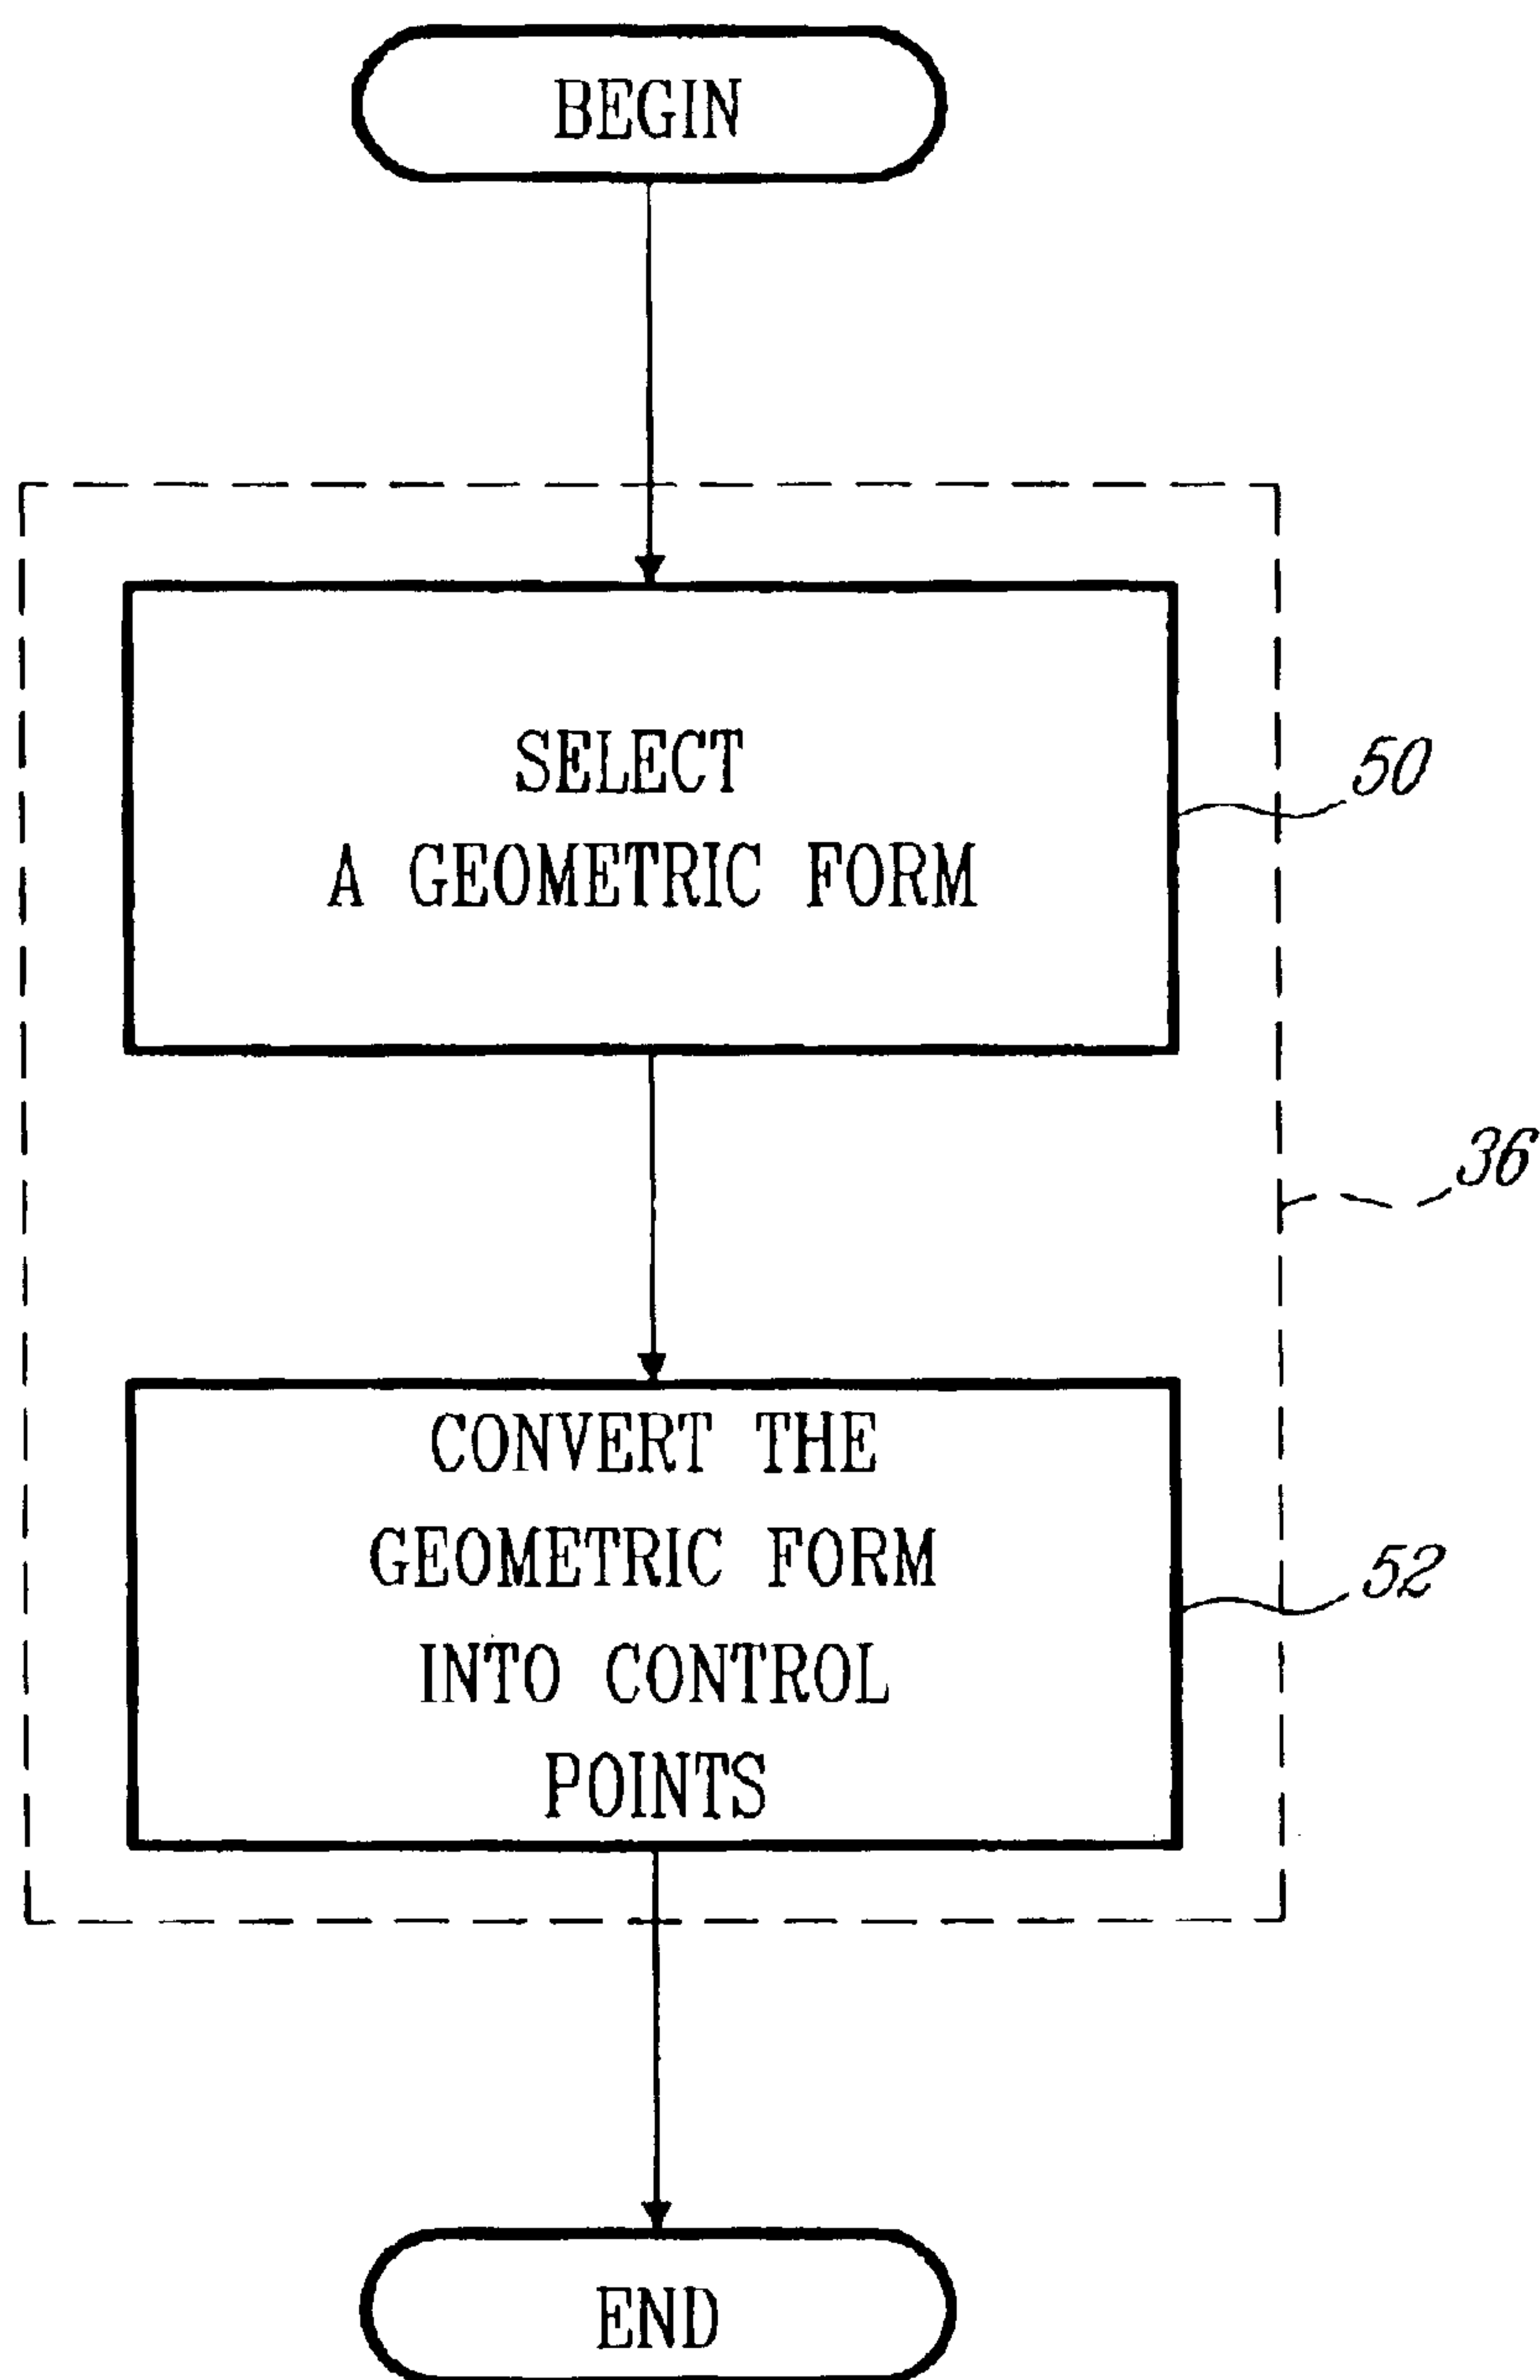 BEGIN
SELECT
A GEOMETRIC FORM
50
36
CONVERT THE
GEOMETRIC FORM
INTO CONTROL
POINTS
52
END